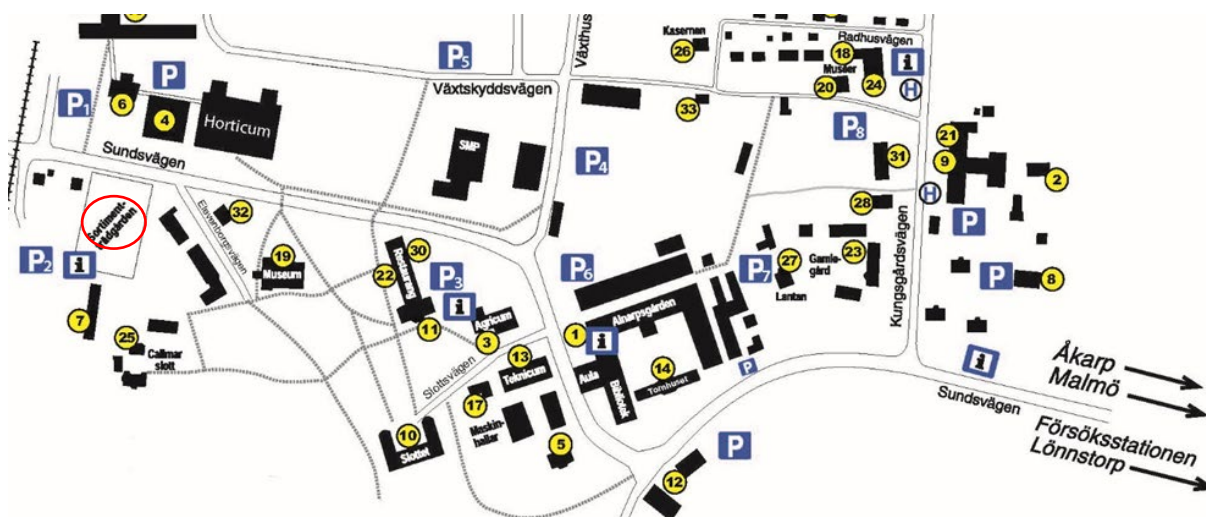 Växthus
Kasernen
26
Rådhusvägen
18
Museer
20
24
i
H
P5
Växtskyddsvägen
P
P1
6
4
Horticum
33
P8
21
9
31
2
SMP
P4
Sundsvägen
Sortiment-
trädgården
Elevenborgsvägen
32
28
H
P
P2
i
19
Museum
30
Restaurang
22
P3
i
P6
P7
27
Lantan
23
Gamle-
gård
Kungsgårdsvägen
P
8
7
25
Callmar
slott
11
Agricum
3
1
i
Alnarpsgården
Slottsvägen
13
Teknicum
Aula
Bibliotek
14
Tornhuset
P
i
Åkarp
Malmö
Sundsvägen
17
Maskin-
hallar
10
Slottet
5
P
12
Försöksstationen
Lönnstorp